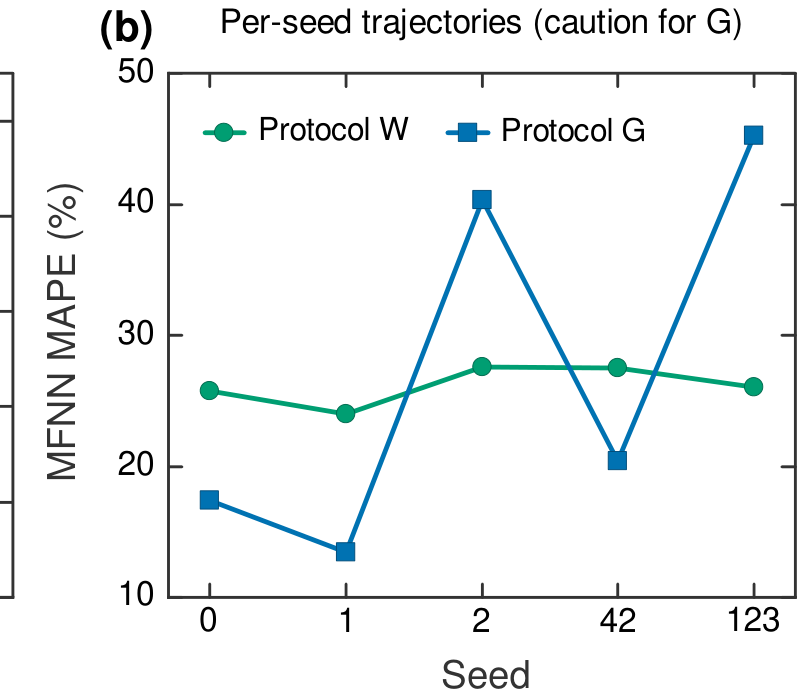 (b) Per-seed trajectories (caution for G)
50
Protocol W Protocol G
40
30
20
10
MFNN MAPE (%)
0 1 2 42 123
Seed